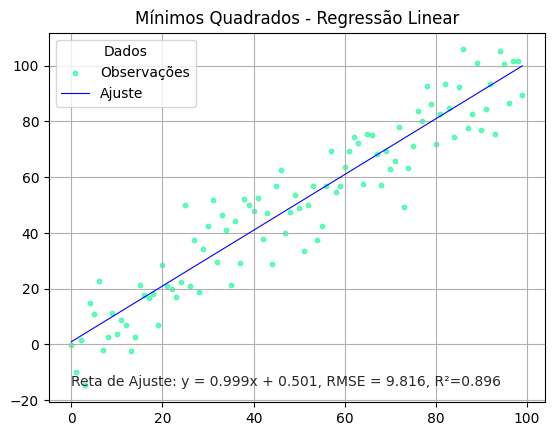 Mínimos Quadrados - Regressão Linear
Dados
Observações
Ajuste
100
80
60
40
20
0
−20
Reta de Ajuste: y = 0.999x + 0.501, RMSE = 9.816, R²=0.896
0 20 40 60 80 100